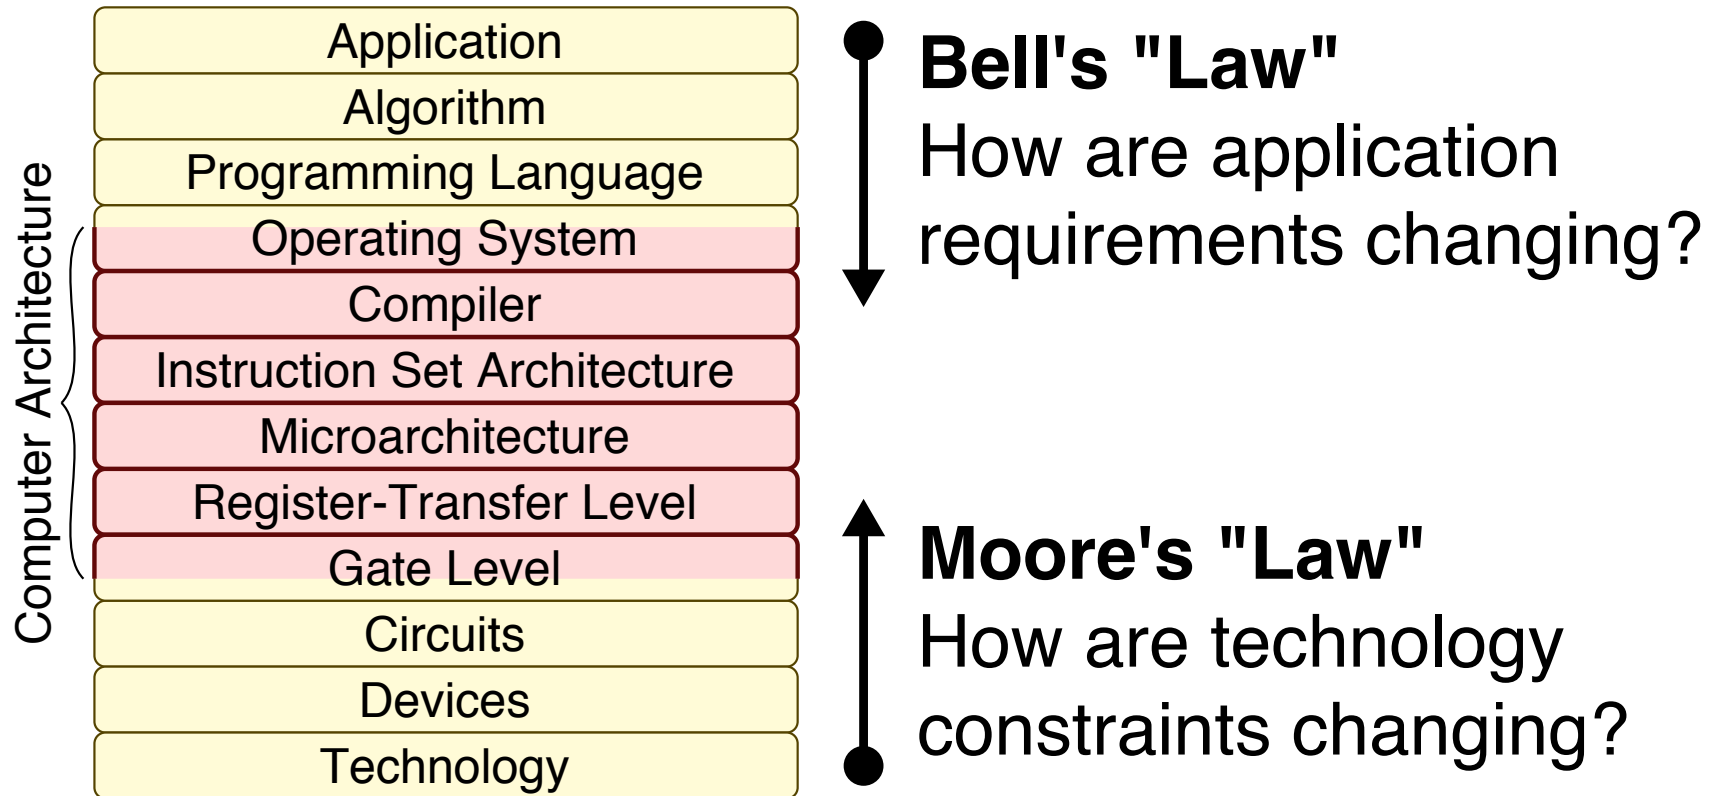 Computer Architecture
Application
Algorithm
Programming Language
Operating System
Compiler
Instruction Set Architecture
Microarchitecture
Register-Transfer Level
Gate Level
Circuits
Devices
Technology
Bell's "Law"
How are application
requirements changing?
Moore's "Law"
How are technology
constraints changing?